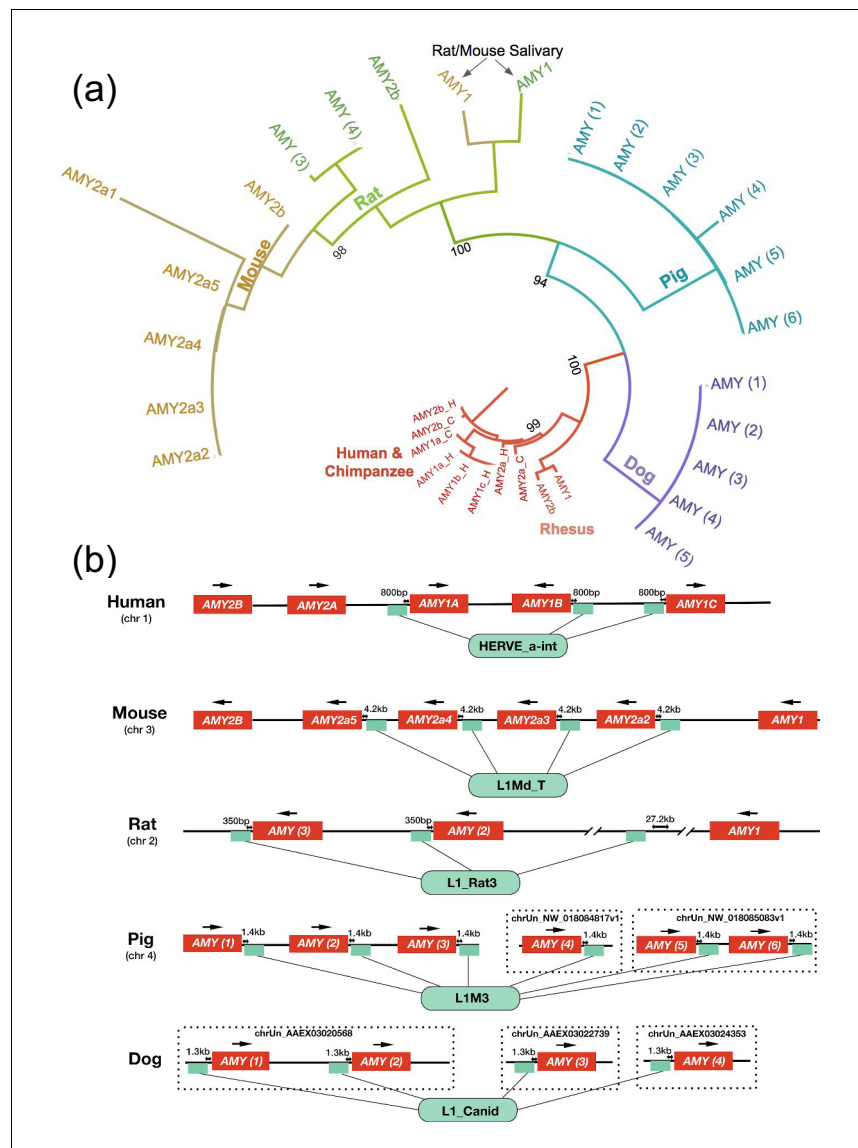 (a)
Rat/Mouse Salivary
AMY1
AMY1
AMY2b
AMY (4)
AMY (3)
Rat
AMY2b
AMY2a1
Mouse
AMY2a5
AMY2a4
AMY2a3
AMY2a2
98
100
94
100
99
AMY (1)
AMY (2)
AMY (3)
AMY (4)
AMY (5)
AMY (6)
Pig
AMY (1)
AMY (2)
AMY (3)
AMY (4)
AMY (5)
Dog
Human &
Chimpanzee
AMY2b_H
AMY2b_C
AMY1a_C
AMY1a_H
AMY1b_H
AMY1c_H
AMY2a_H
AMY2a_C
AMY2b
AMY1
Rhesus
(b)
Human
(chr 1)
AMY2B
AMY2A
800bp
AMY1A
AMY1B
800bp
800bp
AMY1C
HERVE_a-int
Mouse
(chr 3)
AMY2B
AMY2a5
4.2kb
AMY2a4
4.2kb
AMY2a3
4.2kb
AMY2a2
4.2kb
AMY1
L1Md_T
Rat
(chr 2)
350bp
AMY (3)
350bp
AMY (2)
27.2kb
AMY1
L1_Rat3
Pig
(chr 4)
AMY (1)
1.4kb
AMY (2)
1.4kb
AMY (3)
1.4kb
chrUn_NW_018084817v1
AMY (4)
1.4kb
chrUn_NW_018085083v1
AMY (5)
1.4kb
AMY (6)
1.4kb
L1M3
Dog
chrUn_AAEX03020568
1.3kb
AMY (1)
1.3kb
AMY (2)
chrUn_AAEX03022739
1.3kb
AMY (3)
chrUn_AAEX03024353
1.3kb
AMY (4)
L1_Canid